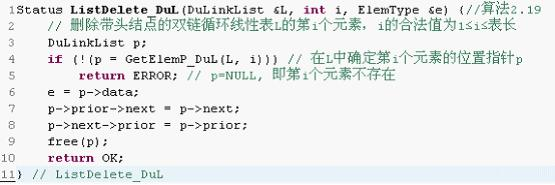 1Status ListDelete_DuL(DuLinkList &L, int i, ElemType &e) {//算法2.19
2 // 删除带头结点的双链循环线性表L的第i个元素，i的合法值为1≤i≤表长
3 DuLinkList p;
4 if (!(p = GetElemP_DuL(L, i))) // 在L中确定第i个元素的位置指针p
5 return ERROR; // p=NULL, 即第i个元素不存在
6 e = p->data;
7 p->prior->next = p->next;
8 p->next->prior = p->prior;
9 free(p);
10 return OK;
11} // ListDelete_DuL